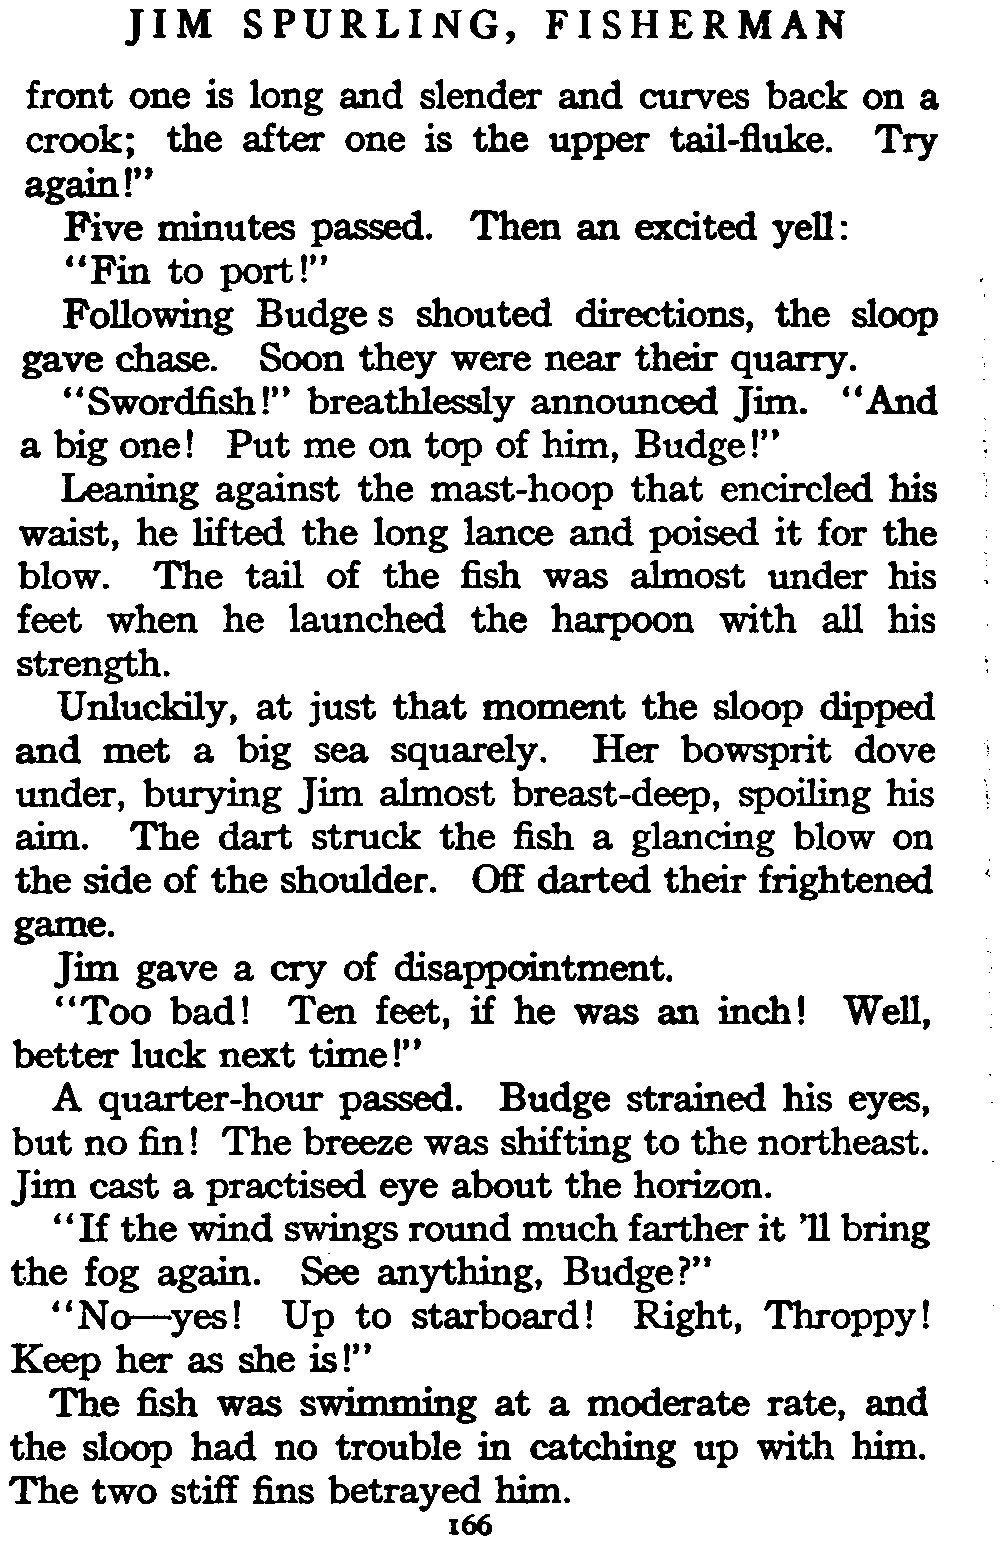 JIM SPURLING, FISHERMAN
front one is long and slender and curves back on a
crook; the after one is the upper tail-fluke. Try
again!"
Five minutes passed. Then an excited yell:
"Fin to port!"
Following Budge s shouted directions, the sloop
gave chase. Soon they were near their quarry.
"Swordfish!" breathlessly announced Jim. "And
a big one! Put me on top of him, Budge!"
Leaning against the mast-hoop that encircled his
waist, he lifted the long lance and poised it for the
blow. The tail of the fish was almost under his
feet when he launched the harpoon with all his
strength.
Unluckily, at just that moment the sloop dipped
and met a big sea squarely. Her bowsprit dove
under, burying Jim almost breast-deep, spoiling his
aim. The dart struck the fish a glancing blow on
the side of the shoulder. Off darted their frightened
game.
Jim gave a cry of disappointment.
"Too bad! Ten feet, if he was an inch! Well,
better luck next time!"
A quarter-hour passed. Budge strained his eyes,
but no fin! The breeze was shifting to the northeast.
Jim cast a practised eye about the horizon.
"If the wind swings round much farther it 'll bring
the fog again. See anything, Budge?"
"No—yes! Up to starboard! Right, Throppy!
Keep her as she is!"
The fish was swimming at a moderate rate, and
the sloop had no trouble in catching up with him.
The two stiff fins betrayed him.
166